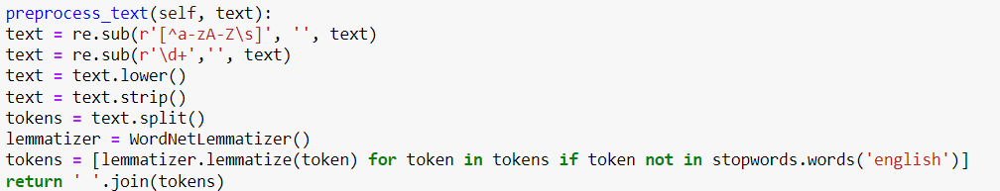 preprocess_text(self, text):
text = re.sub(r'[^a-zA-Z\s]', '', text)
text = re.sub(r'\d+','', text)
text = text.lower()
text = text.strip()
tokens = text.split()
lemmatizer = WordNetLemmatizer()
tokens = [lemmatizer.lemmatize(token) for token in tokens if token not in stopwords.words('english')]
return ' '.join(tokens)